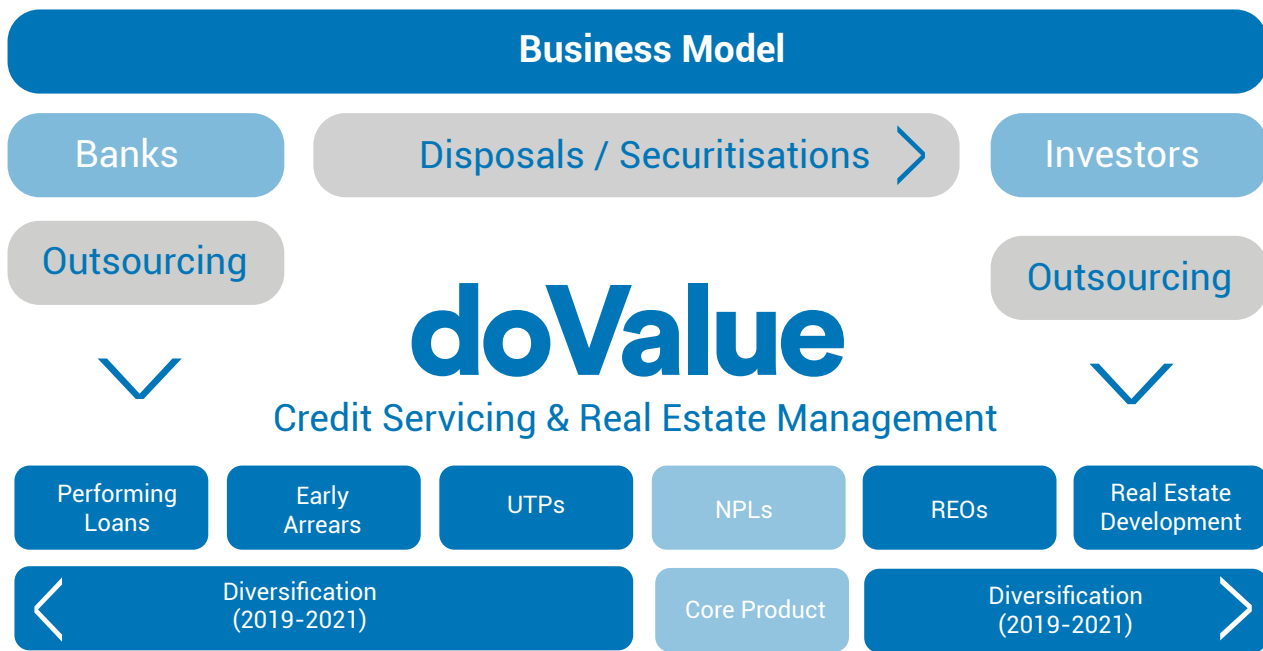 Business Model
Banks
Disposals / Securitisations
Investors
Outsourcing
Outsourcing
doValue
Credit Servicing & Real Estate Management
Performing
Loans
Early
Arrears
UTPs
NPLs
REOs
Real Estate
Development
Diversification
(2019-2021)
Core Product
Diversification
(2019-2021)